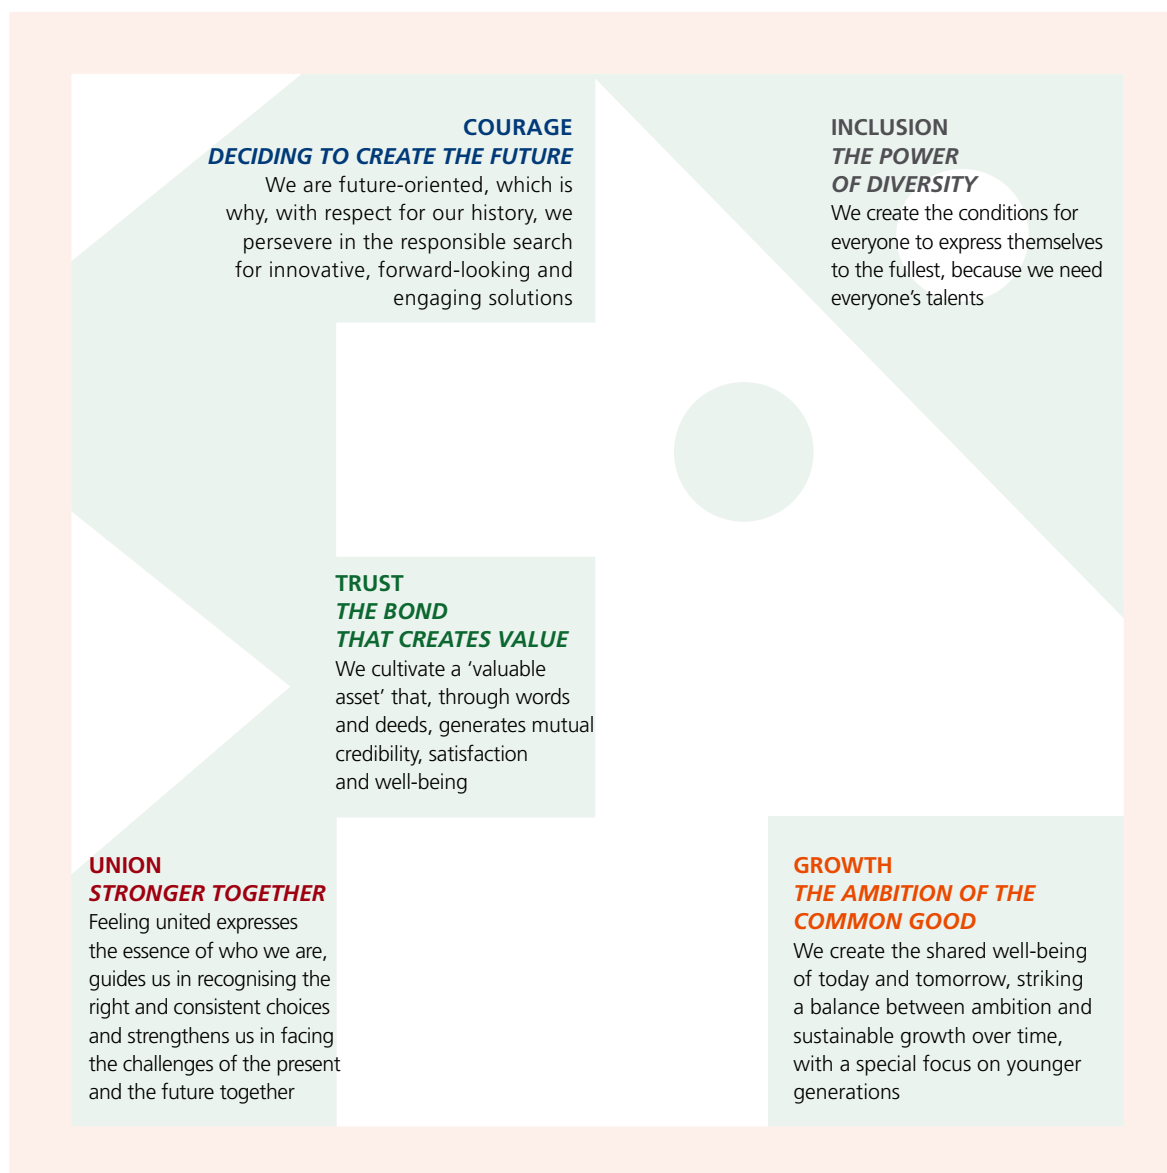 COURAGE
DECIDING TO CREATE THE FUTURE
We are future-oriented, which is
why, with respect for our history, we
persevere in the responsible search
for innovative, forward-looking and
engaging solutions
INCLUSION
THE POWER
OF DIVERSITY
We create the conditions for
everyone to express themselves
to the fullest, because we need
everyone’s talents
TRUST
THE BOND
THAT CREATES VALUE
We cultivate a ‘valuable
asset’ that, through words
and deeds, generates mutual
credibility, satisfaction
and well-being
UNION
STRONGER TOGETHER
Feeling united expresses
the essence of who we are,
guides us in recognising the
right and consistent choices
and strengthens us in facing
the challenges of the present
and the future together
GROWTH
THE AMBITION OF THE
COMMON GOOD
We create the shared well-being
of today and tomorrow, striking
a balance between ambition and
sustainable growth over time,
with a special focus on younger
generations